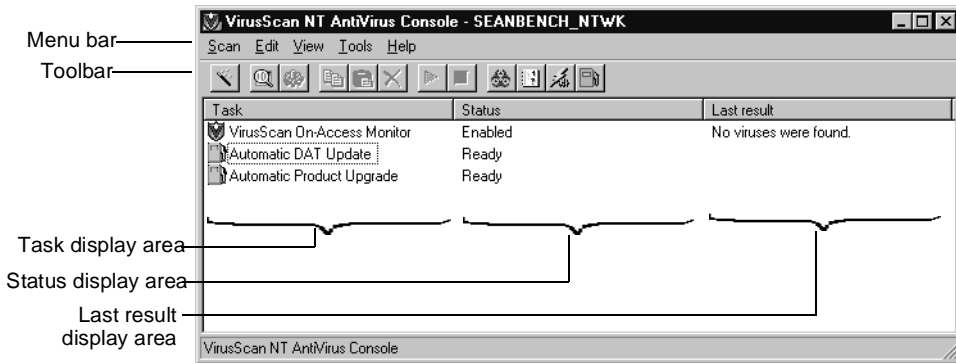 VirusScan NT AntiVirus Console - SEANBENCH_NTWK
Menu bar
Scan Edit View Tools Help
Toolbar
Task Status Last result
VirusScan On-Access Monitor Enabled No viruses were found.
Automatic DAT Update Ready
Automatic Product Upgrade Ready
Task display area
Status display area
Last result
display area
VirusScan NT AntiVirus Console